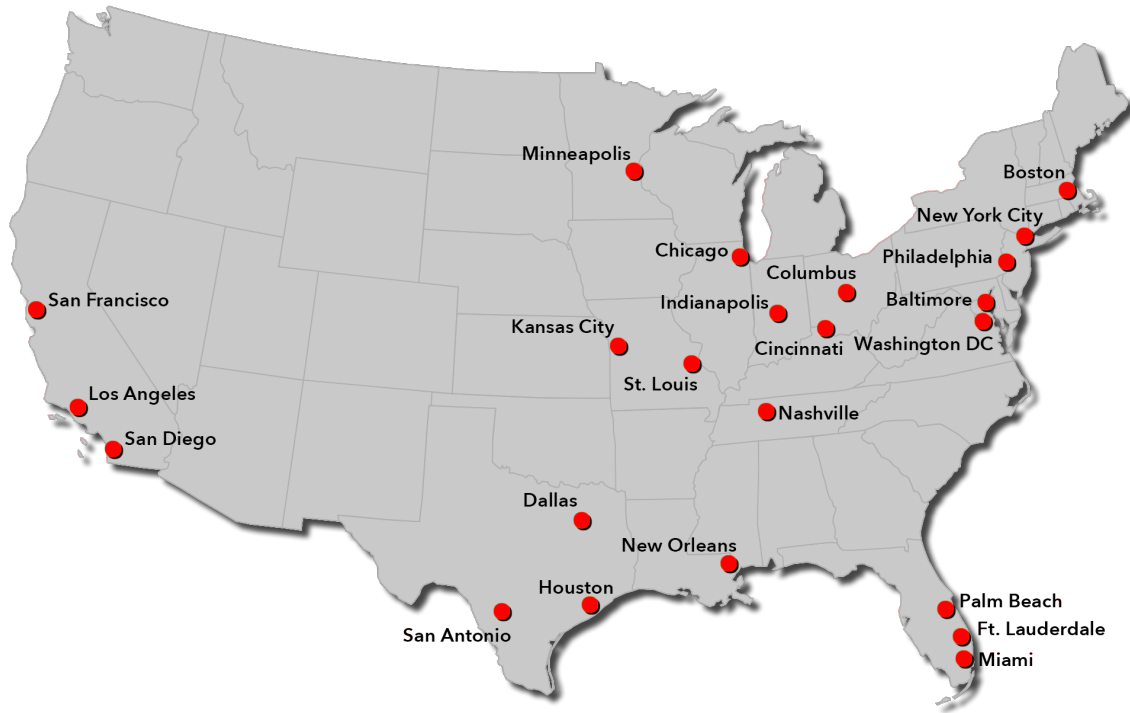 Minneapolis
Boston
New York City
Chicago
Philadelphia
Columbus
San Francisco
Indianapolis
Baltimore
Kansas City
Cincinnati
Washington DC
St. Louis
Los Angeles
Nashville
San Diego
Dallas
New Orleans
Houston
Palm Beach
San Antonio
Ft. Lauderdale
Miami